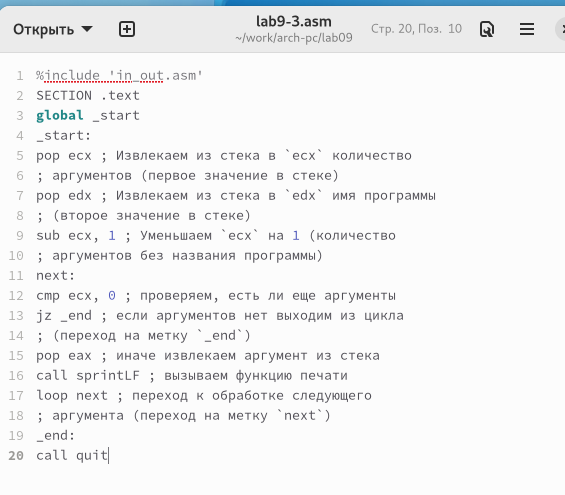 lab9-3.asm
Открыть
~/work/arch-pc/lab09
Стр. 20, Поз. 10
1 %include 'in_out.asm'
2 SECTION .text
3 global _start
4 _start:
5 pop ecx ; Извлекаем из стека в `ecx` количество
6 ; аргументов (первое значение в стеке)
7 pop edx ; Извлекаем из стека в `edx` имя программы
8 ; (второе значение в стеке)
9 sub ecx, 1 ; Уменьшаем `ecx` на 1 (количество
10 ; аргументов без названия программы)
11 next:
12 cmp ecx, 0 ; проверяем, есть ли еще аргументы
13 jz _end ; если аргументов нет выходим из цикла
14 ; (переход на метку `_end`)
15 pop eax ; иначе извлекаем аргумент из стека
16 call sprintLF ; вызываем функцию печати
17 loop next ; переход к обработке следующего
18 ; аргумента (переход на метку `next`)
19 _end:
20 call quit